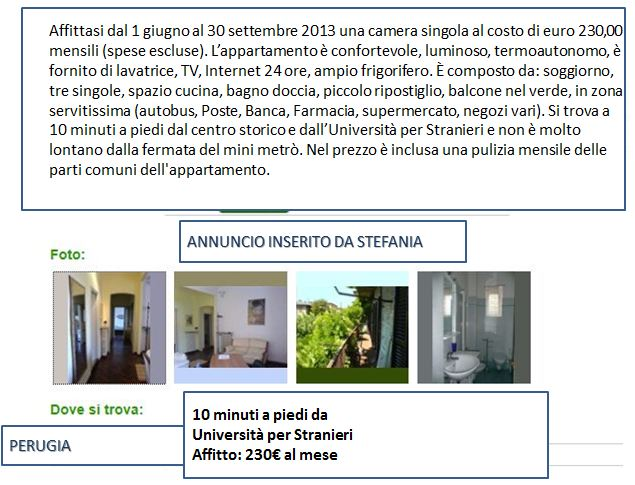 Affittasi dal 1 giugno al 30 settembre 2013 una camera singola al costo di euro 230,00
mensili (spese escluse). L’appartamento è confortevole, luminoso, termoautonomo, è
fornito di lavatrice, TV, Internet 24 ore, ampio frigorifero. È composto da: soggiorno,
tre singole, spazio cucina, bagno doccia, piccolo ripostiglio, balcone nel verde, in zona
servitissima (autobus, Poste, Banca, Farmacia, supermercato, negozi vari). Si trova a
10 minuti a piedi dal centro storico e dall’Università per Stranieri e non è molto
lontano dalla fermata del mini metrò. Nel prezzo è inclusa una pulizia mensile delle
parti comuni dell'appartamento.
ANNUNCIO INSERITO DA STEFANIA
Foto:
Dove si trova:
10 minuti a piedi da
Università per Stranieri
Affitto: 230€ al mese
PERUGIA